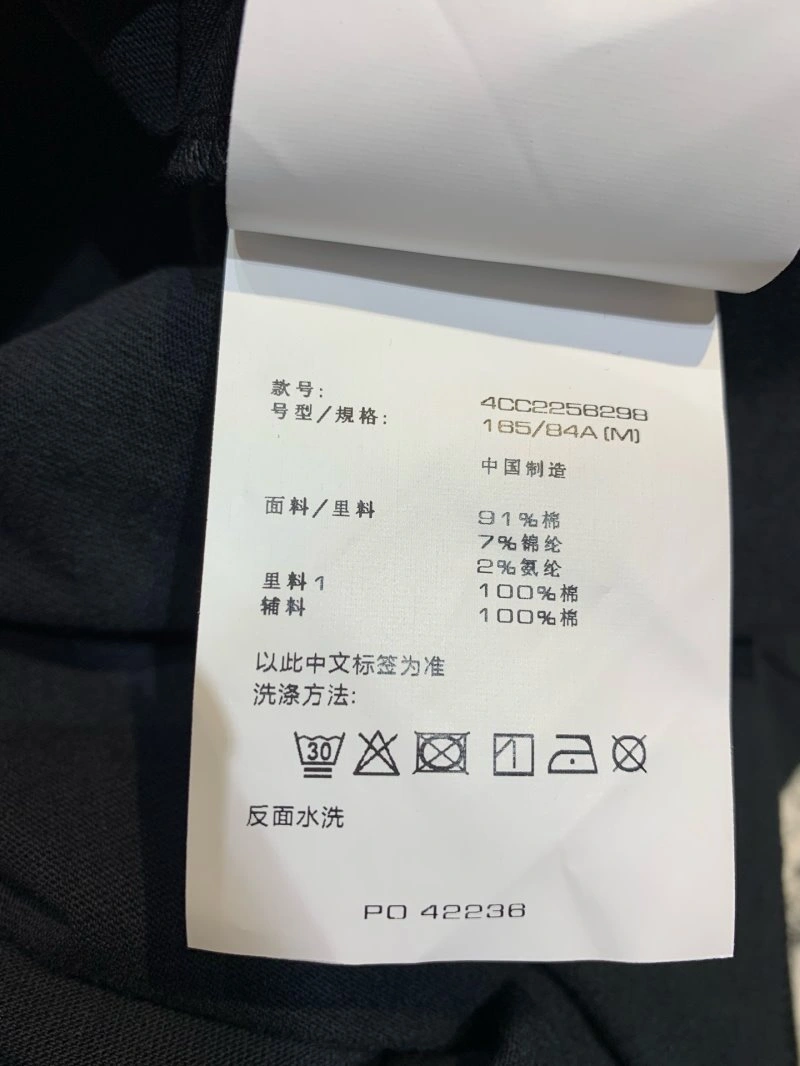 款号:
4CC2256298
号型/規格:
165/84A (M)
中国制造
面料/里料
91%棉
7%锦纶
2%氨纶
里料1
100%棉
辅料
100%棉
以此中文标签为准
洗涤方法:
30
反面水洗
PO 42236